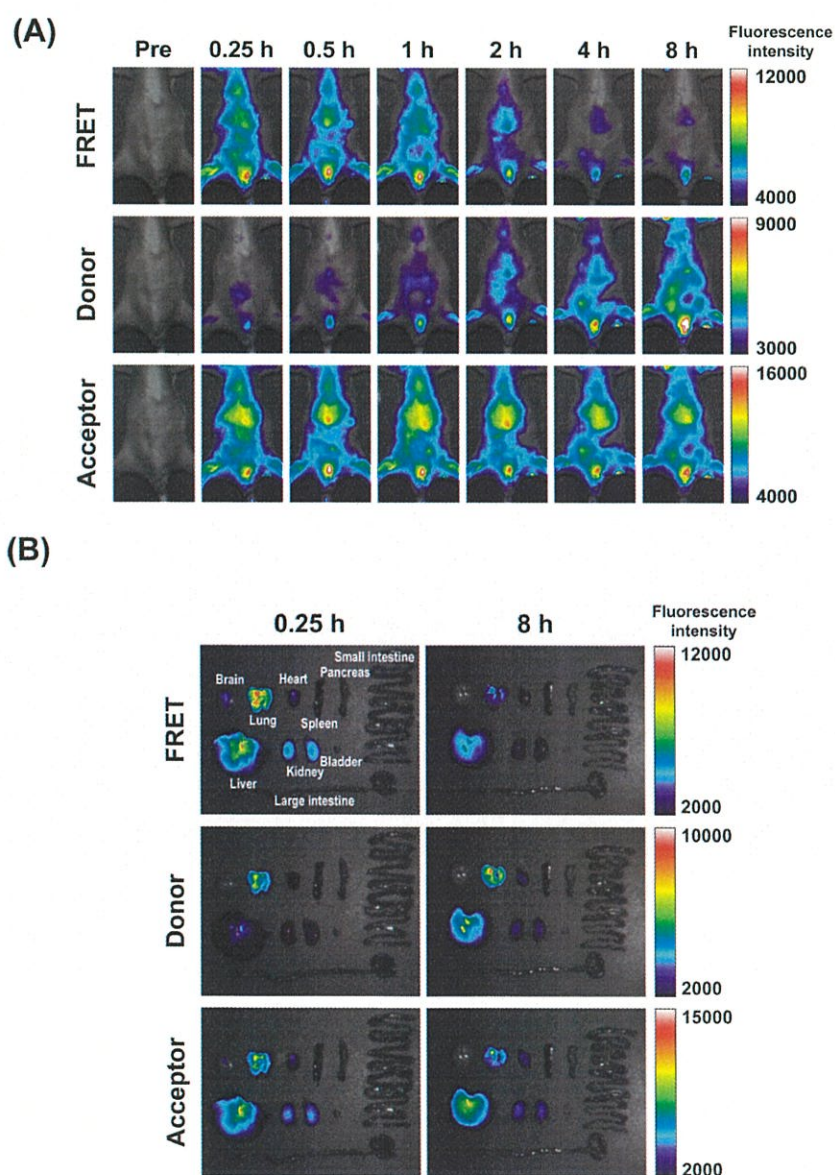 (A)
Pre 0.25 h 0.5 h 1 h 2 h 4 h 8 h Fluorescence
intensity
FRET
12000
4000
Donor
9000
3000
Acceptor
16000
4000
(B)
0.25 h 8 h Fluorescence
intensity
FRET
Small intestine
Pancreas
Brain Heart
Lung Spleen
Bladder
Kidney
Liver
Large intestine
12000
2000
Donor
10000
2000
Acceptor
15000
2000